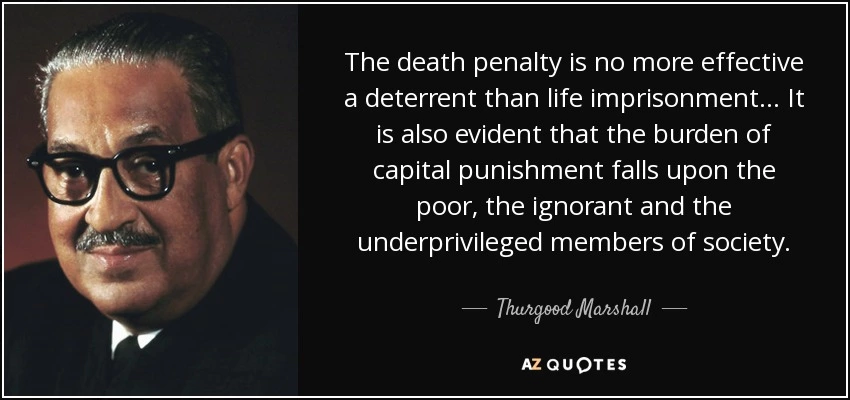 The death penalty is no more effective
a deterrent than life imprisonment... It
is also evident that the burden of
capital punishment falls upon the
poor, the ignorant and the
underprivileged members of society.
Thurgood Marshall
AZ QUOTES